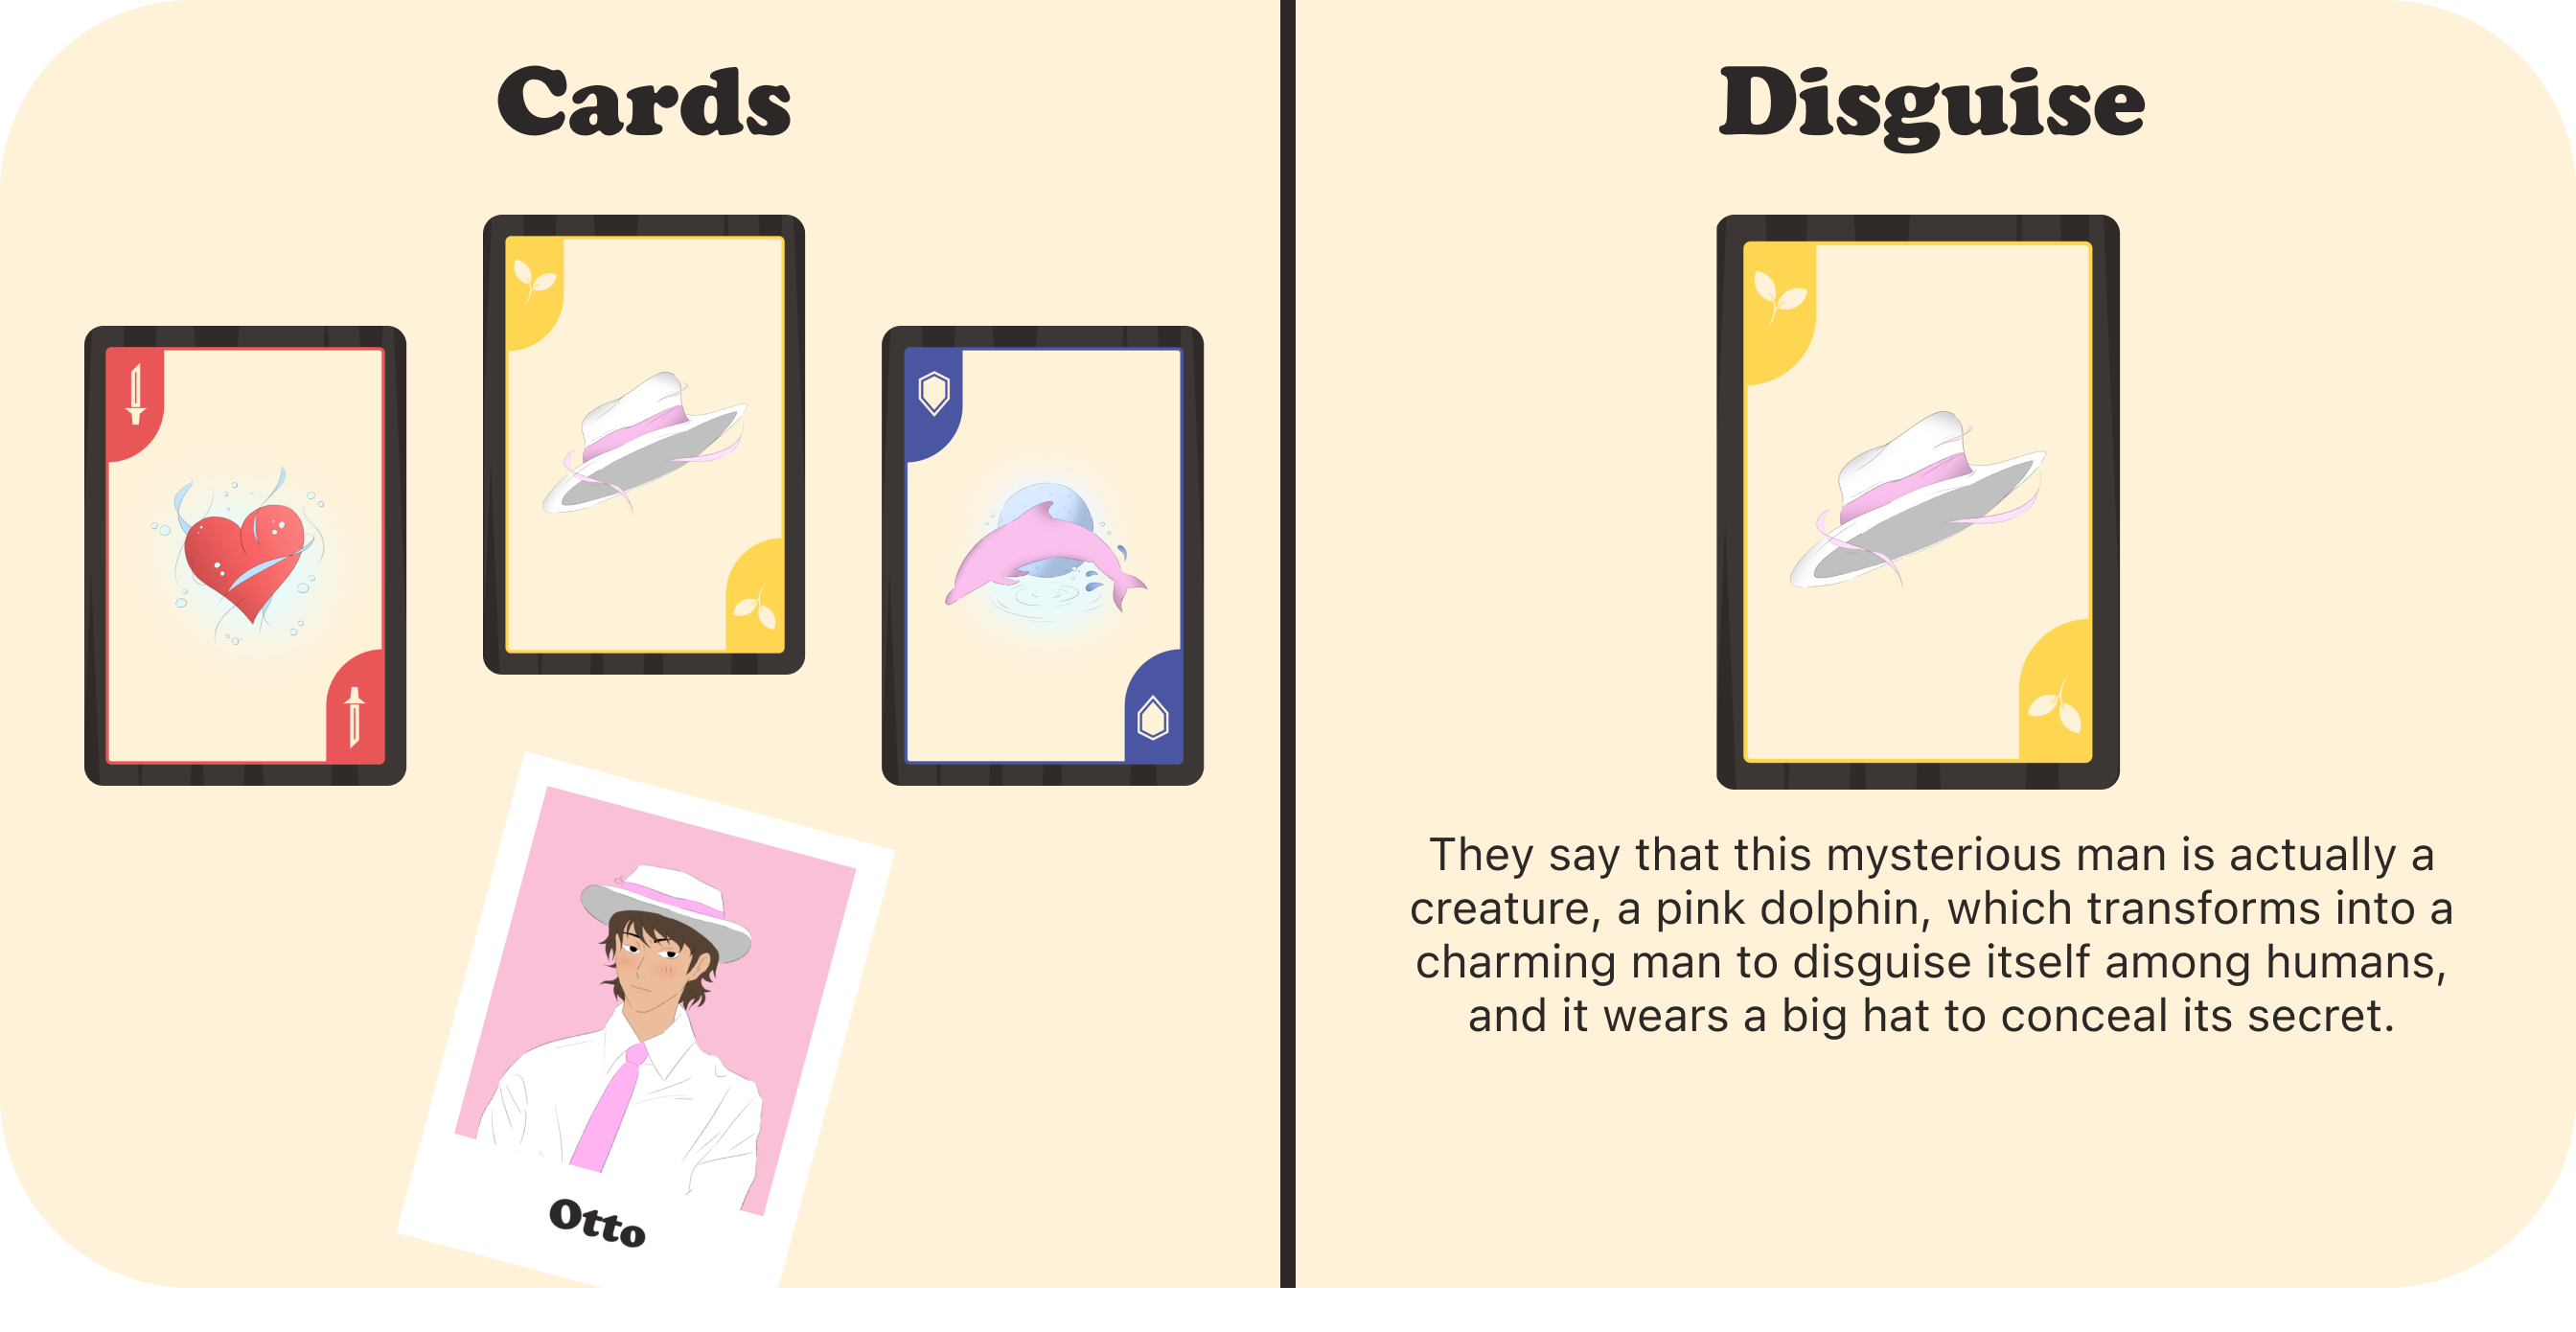 Cards
Otto
Disguise
They say that this mysterious man is actually a
creature, a pink dolphin, which transforms into a
charming man to disguise itself among humans,
and it wears a big hat to conceal its secret.